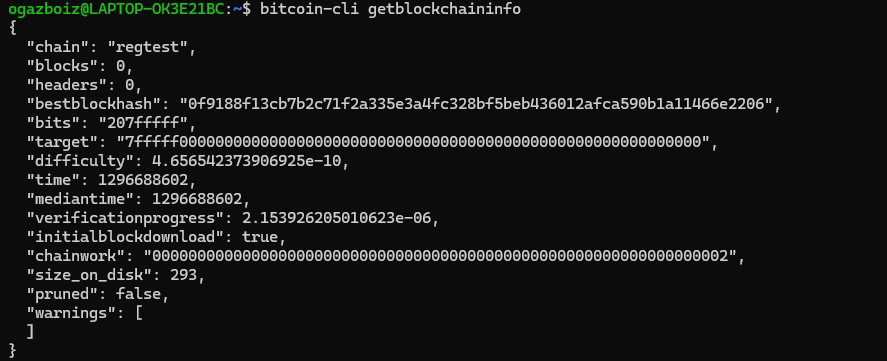 ogazboiz@LAPTOP-OK3E21BC:~$ bitcoin-cli getblockchaininfo
{
  "chain": "regtest",
  "blocks": 0,
  "headers": 0,
  "bestblockhash": "0f9188f13cb7b2c71f2a335e3a4fc328bf5beb436012afca590b1a11466e2206",
  "bits": "207fffff",
  "target": "7fffff0000000000000000000000000000000000000000000000000000000000",
  "difficulty": 4.656542373906925e-10,
  "time": 1296688602,
  "mediantime": 1296688602,
  "verificationprogress": 2.153926205010623e-06,
  "initialblockdownload": true,
  "chainwork": "0000000000000000000000000000000000000000000000000000000000000002",
  "size_on_disk": 293,
  "pruned": false,
  "warnings": [
  ]
}